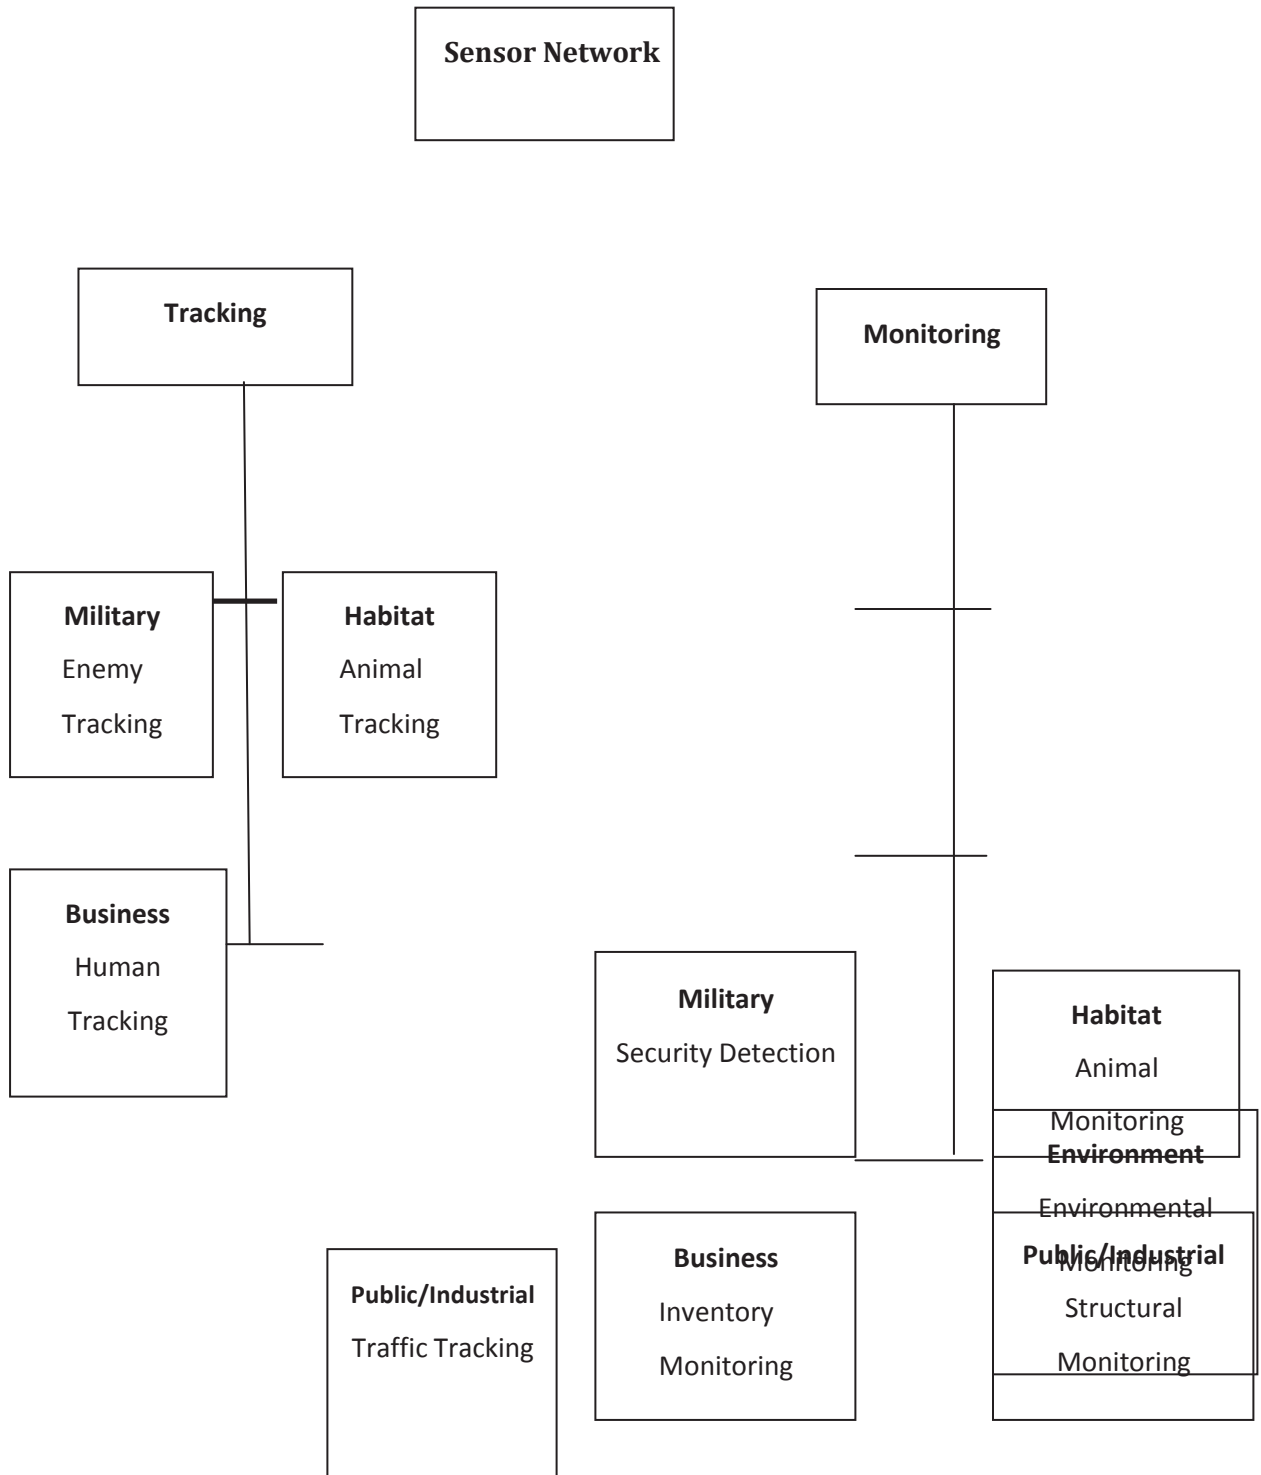 Sensor Network
Tracking
Monitoring
Military
Enemy
Tracking
Habitat
Animal
Tracking
Business
Human
Tracking
Military
Security Detection
Habitat
Animal
Monitoring
Environment
Environmental
Monitoring
Public/Industrial
Structural
Monitoring
Business
Inventory
Monitoring
Public/Industrial
Traffic Tracking